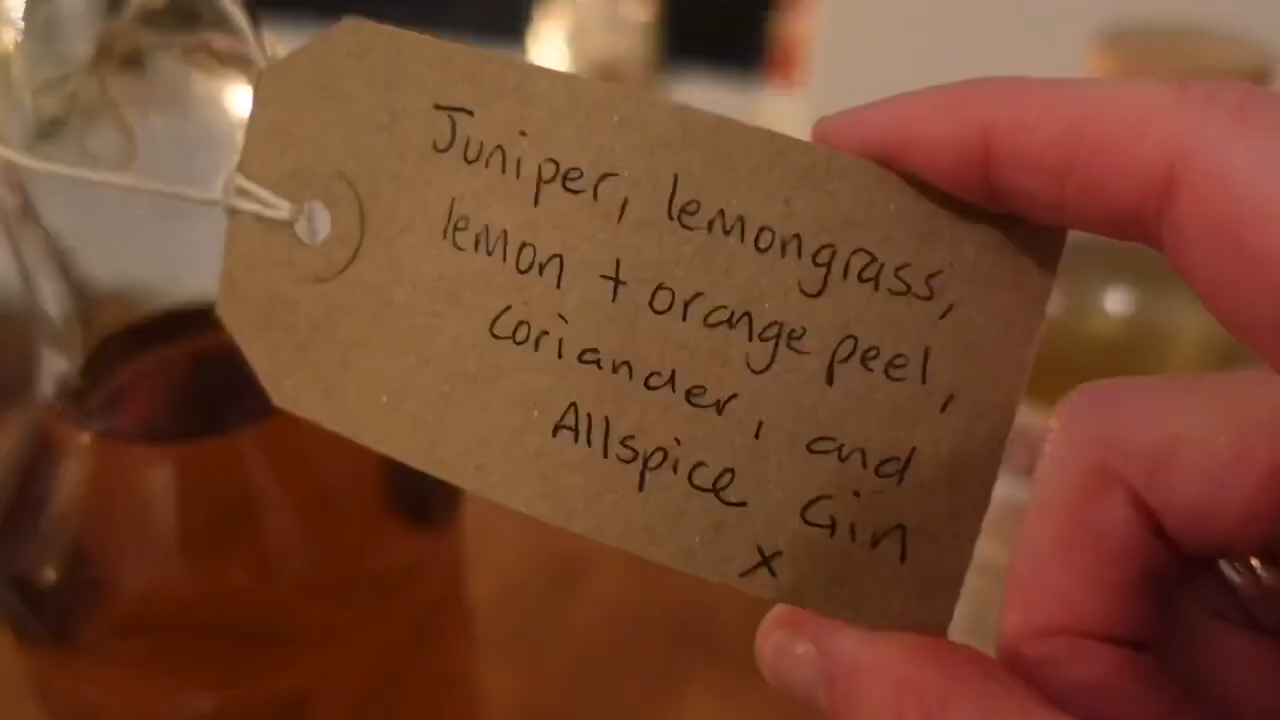 Juniper, lemongrass,
lemon + orange peel,
coriander, and
Allspice Gin
x